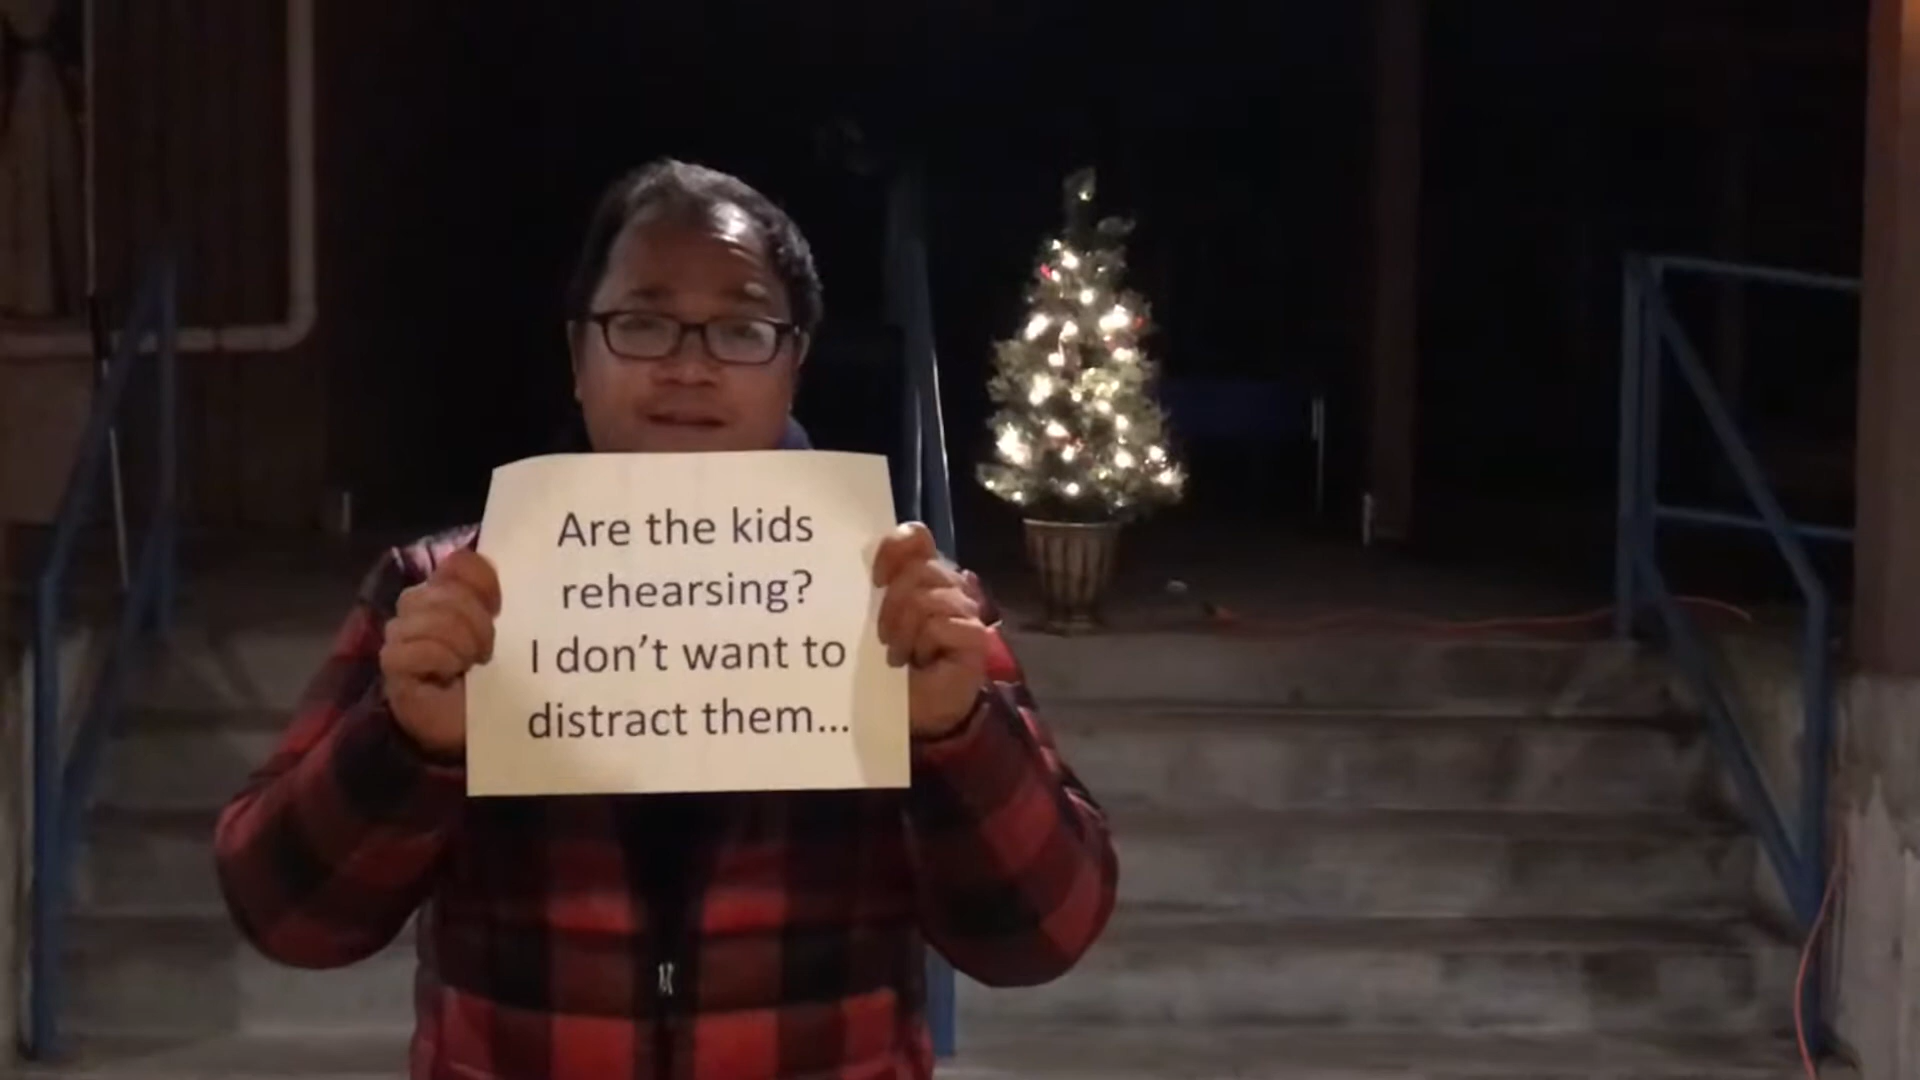 Are the kids
rehearsing?
I don’t want to
distract them...